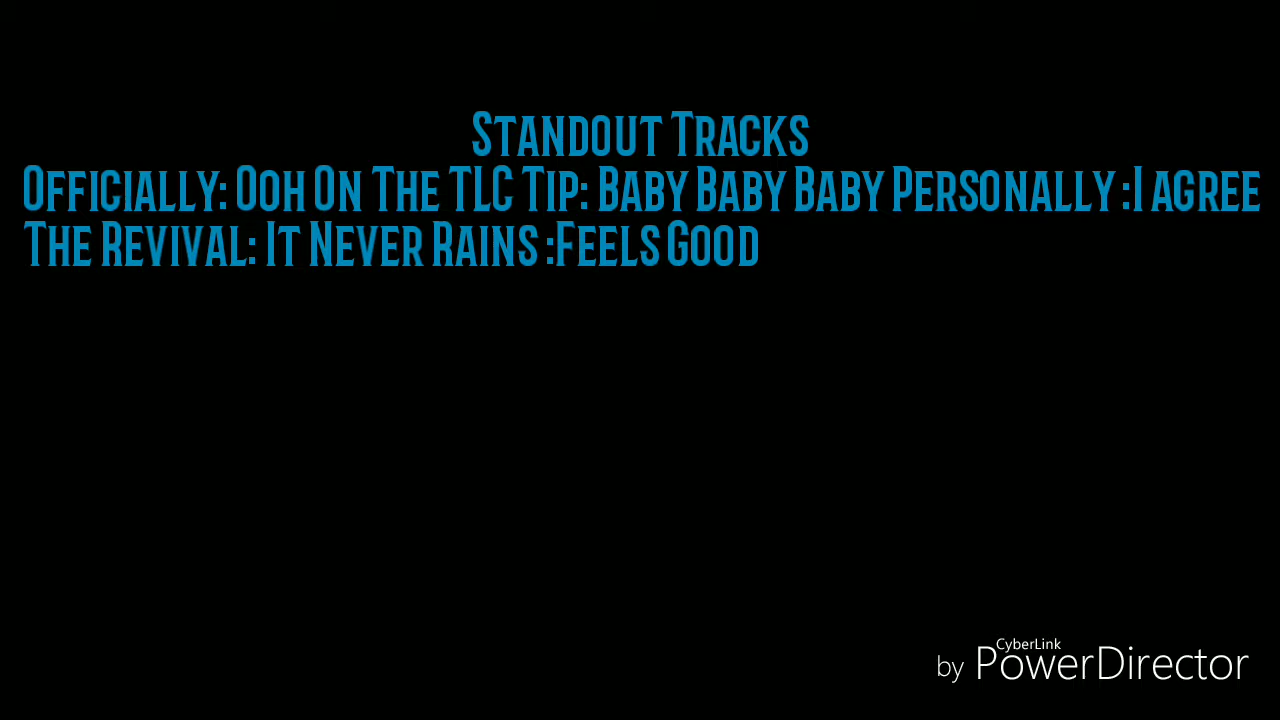 Standout Tracks
Officially: Ooh On The TLC Tip: Baby Baby Baby Personally :I agree
The Revival: It Never Rains :Feels Good
by CyberLink PowerDirector